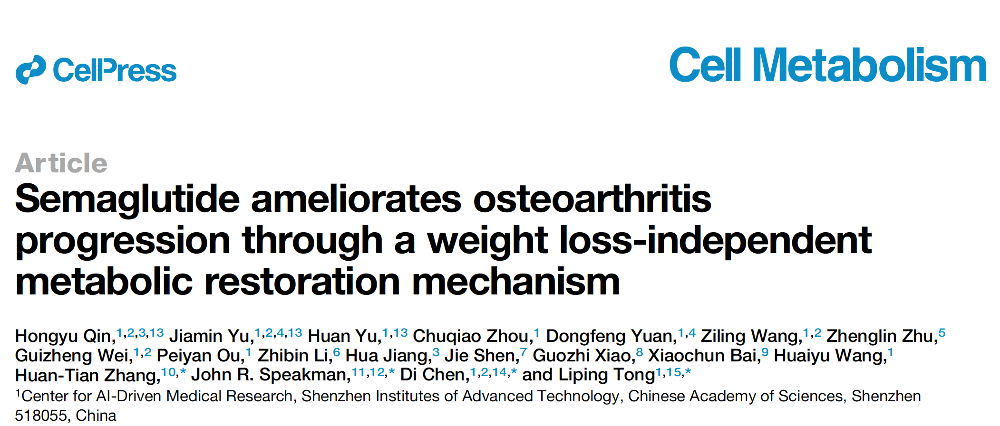 CellPress
Cell Metabolism
Article
Semaglutide ameliorates osteoarthritis
progression through a weight loss-independent
metabolic restoration mechanism
Hongyu Qin,1,2,3,13 Jiamin Yu,1,2,4,13 Huan Yu,1,13 Chuqiao Zhou,1 Dongfeng Yuan,1,4 Ziling Wang,1,2 Zhenglin Zhu,5
Guizheng Wei,1,2 Peiyan Ou,1 Zhibin Li,6 Hua Jiang,3 Jie Shen,7 Guozhi Xiao,8 Xiaochun Bai,9 Huaiyu Wang,1
Huan-Tian Zhang,10,* John R. Speakman,11,12,* Di Chen,1,2,14,* and Liping Tong1,15,*
1Center for AI-Driven Medical Research, Shenzhen Institutes of Advanced Technology, Chinese Academy of Sciences, Shenzhen
518055, China